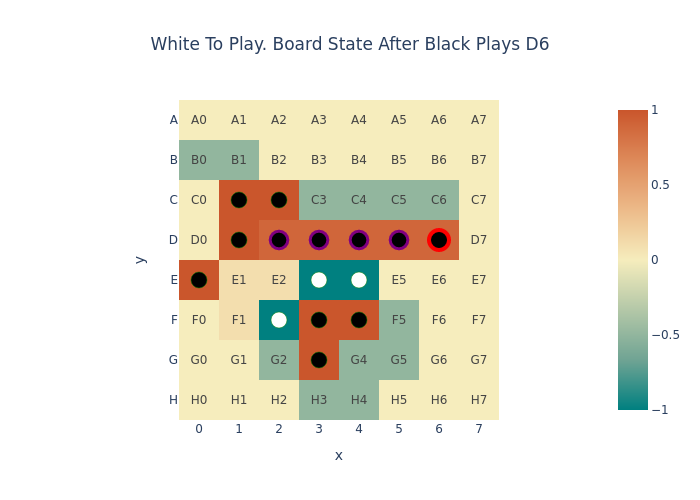 White To Play. Board State After Black Plays D6
A A0 A1 A2 A3 A4 A5 A6 A7
B B0 B1 B2 B3 B4 B5 B6 B7
C C0 C3 C4 C5 C6 C7
D D0 D7
E E1 E2 E5 E6 E7
F F0 F1 F5 F6 F7
G G0 G1 G2 G4 G5 G6 G7
H H0 H1 H2 H3 H4 H5 H6 H7
0 1 2 3 4 5 6 7
x
y
1
0.5
0
−0.5
−1